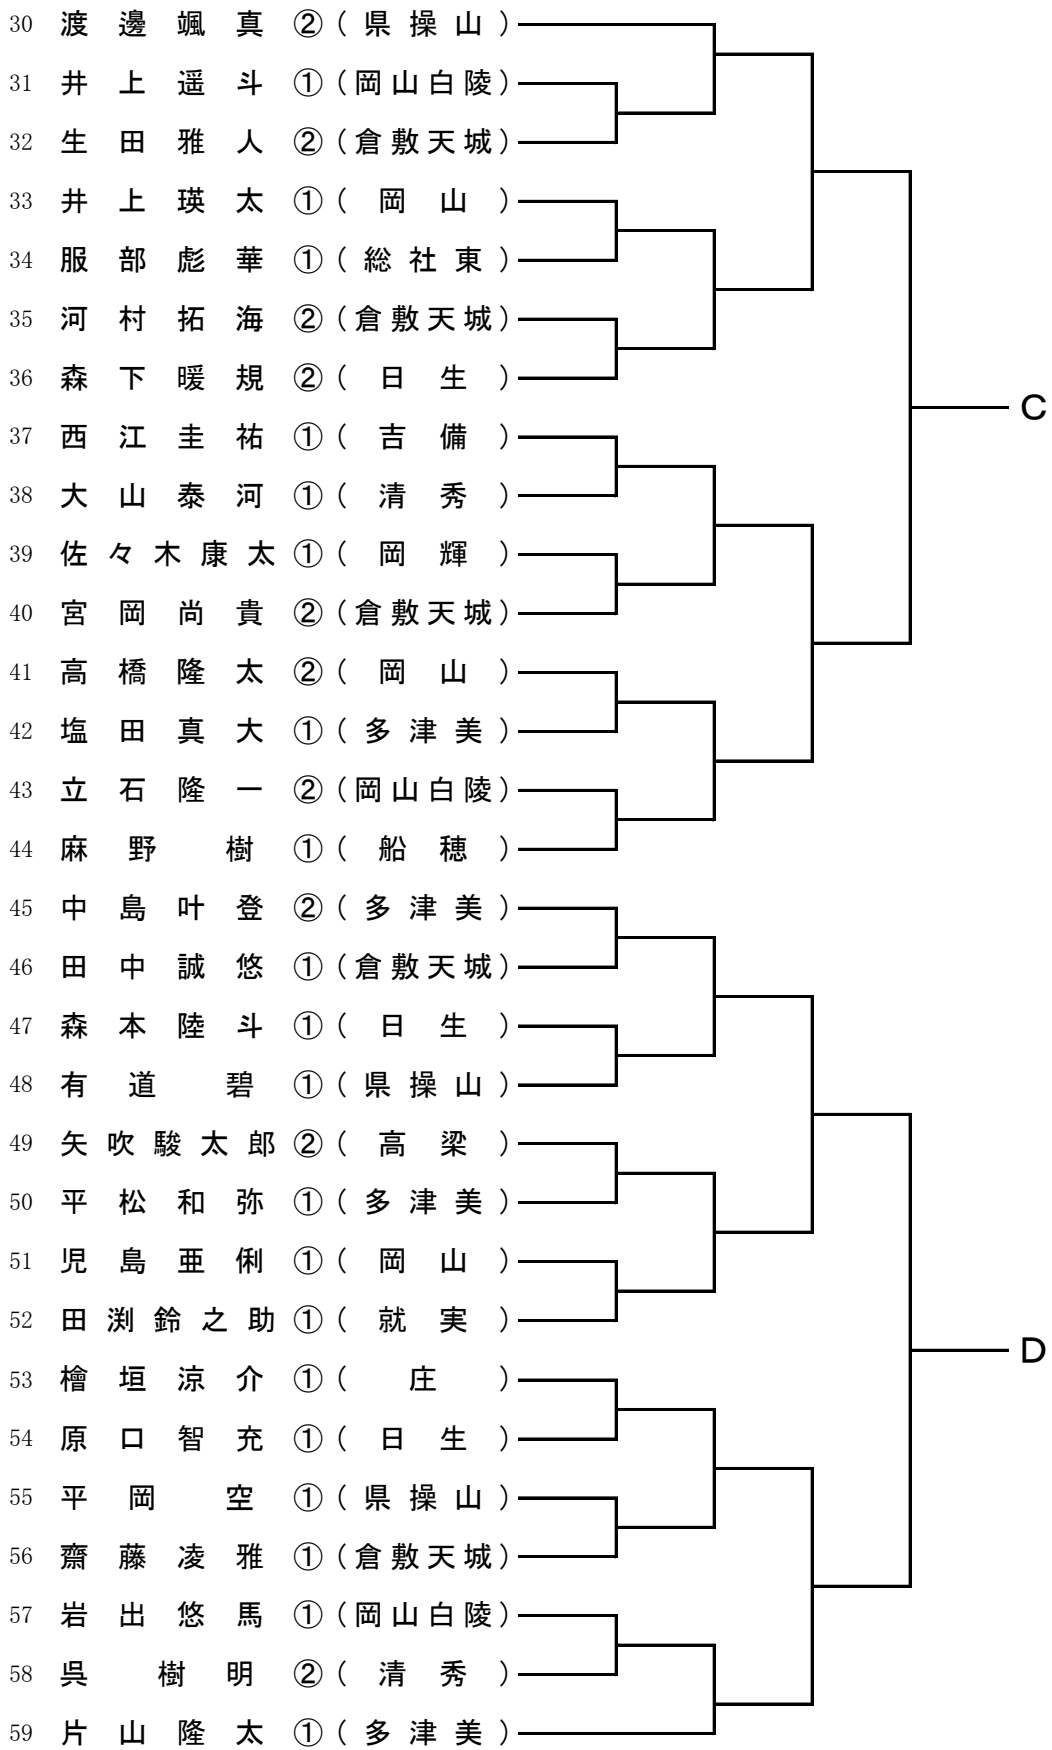 30 渡邊颯真 ② (県操山)
31 井上遥斗 ① (岡山白陵)
32 生田雅人 ② (倉敷天城)
33 井上瑛太 ① (岡山)
34 服部彪華 ① (総社東)
35 河村拓海 ② (倉敷天城)
36 森下暖規 ② (日生)
C
37 西江圭祐 ① (吉備)
38 大山泰河 ① (清秀)
39 佐々木康太 ① (岡輝)
40 宮岡尚貴 ② (倉敷天城)
41 高橋隆太 ② (岡山)
42 塩田真大 ① (多津美)
43 立石隆一 ② (岡山白陵)
44 麻野樹 ① (船穂)
45 中島叶登 ② (多津美)
46 田中誠悠 ① (倉敷天城)
47 森本陸斗 ① (日生)
48 有道碧 ① (県操山)
49 矢吹駿太郎 ② (高梁)
50 平松和弥 ① (多津美)
51 児島亜俐 ① (岡山)
52 田渕鈴之助 ① (就実)
D
53 檜垣涼介 ① (庄)
54 原口智充 ① (日生)
55 平岡空 ① (県操山)
56 齋藤凌雅 ① (倉敷天城)
57 岩出悠馬 ① (岡山白陵)
58 呉樹明 ② (清秀)
59 片山隆太 ① (多津美)